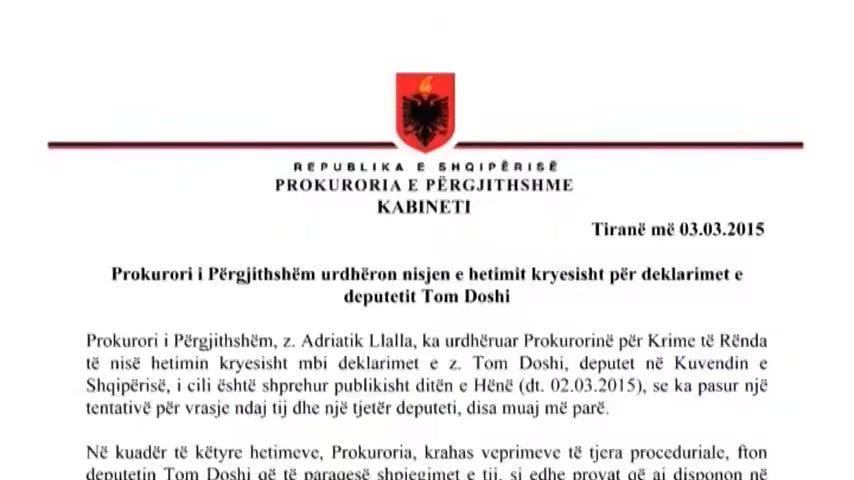 REPUBLIKA E SHQIPËRISË
PROKURORIA E PËRGJITHSHME
KABINETI
Tiranë më 03.03.2015
Prokurori i Përgjithshëm urdhëron nisjen e hetimit kryesisht për deklarimet e
deputetit Tom Doshi
Prokurori i Përgjithshëm, z. Adriatik Llalla, ka urdhëruar Prokurorinë për Krime të Rënda
të nisë hetimin kryesisht mbi deklarimet e z. Tom Doshi, deputet në Kuvendin e
Shqipërisë, i cili është shprehur publikisht ditën e Hënë (dt. 02.03.2015), se ka pasur një
tentativë për vrasje ndaj tij dhe një tjetër deputeti, disa muaj më parë.
Në kuadër të këtyre hetimeve, Prokuroria, krahas veprimeve të tjera proceduriale, fton
deputetin Tom Doshi që të paraqesë shpjegimet e tij, si edhe provat që ai disponon në